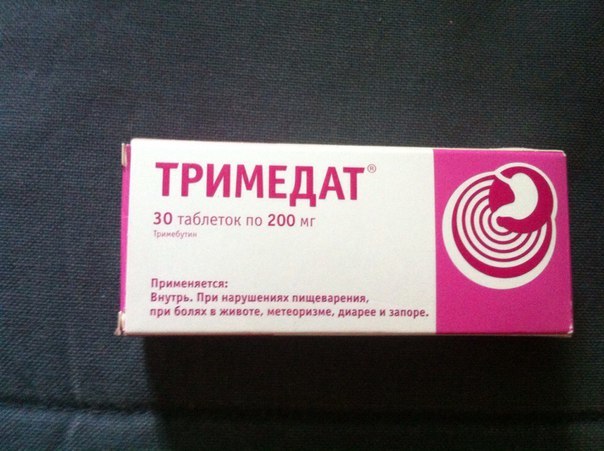 ТРИМЕДАТ®
30 таблеток по 200 мг
Тримебутин
Применяется:
Внутрь. При нарушениях пищеварения,
при болях в животе, метеоризме, диарее и запоре.